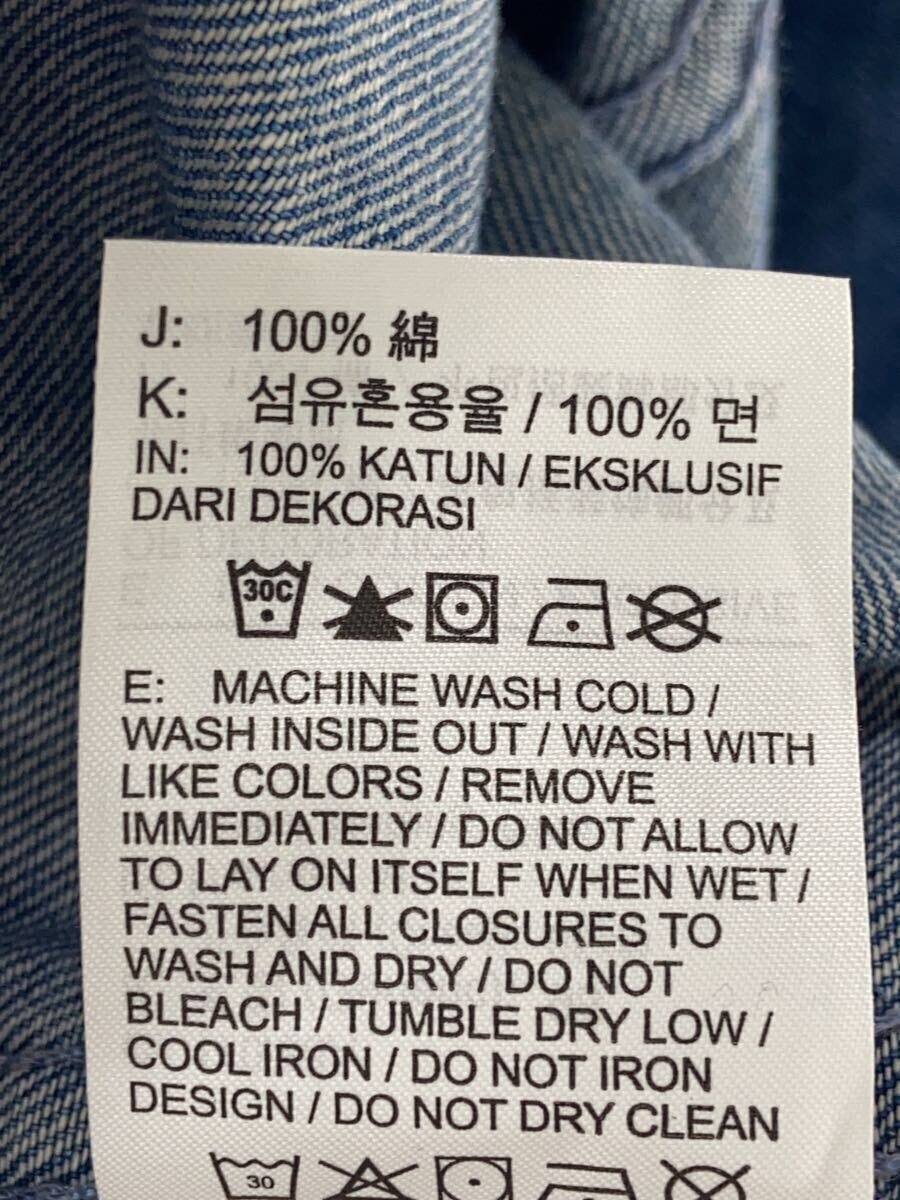 J: 100% 綿
K: 섬유혼용율 / 100% 면
IN: 100% KATUN / EKSKLUSIF
DARI DEKORASI
30C
E: MACHINE WASH COLD /
WASH INSIDE OUT / WASH WITH
LIKE COLORS / REMOVE
IMMEDIATELY / DO NOT ALLOW
TO LAY ON ITSELF WHEN WET /
FASTEN ALL CLOSURES TO
WASH AND DRY / DO NOT
BLEACH / TUMBLE DRY LOW /
COOL IRON / DO NOT IRON
DESIGN / DO NOT DRY CLEAN
30